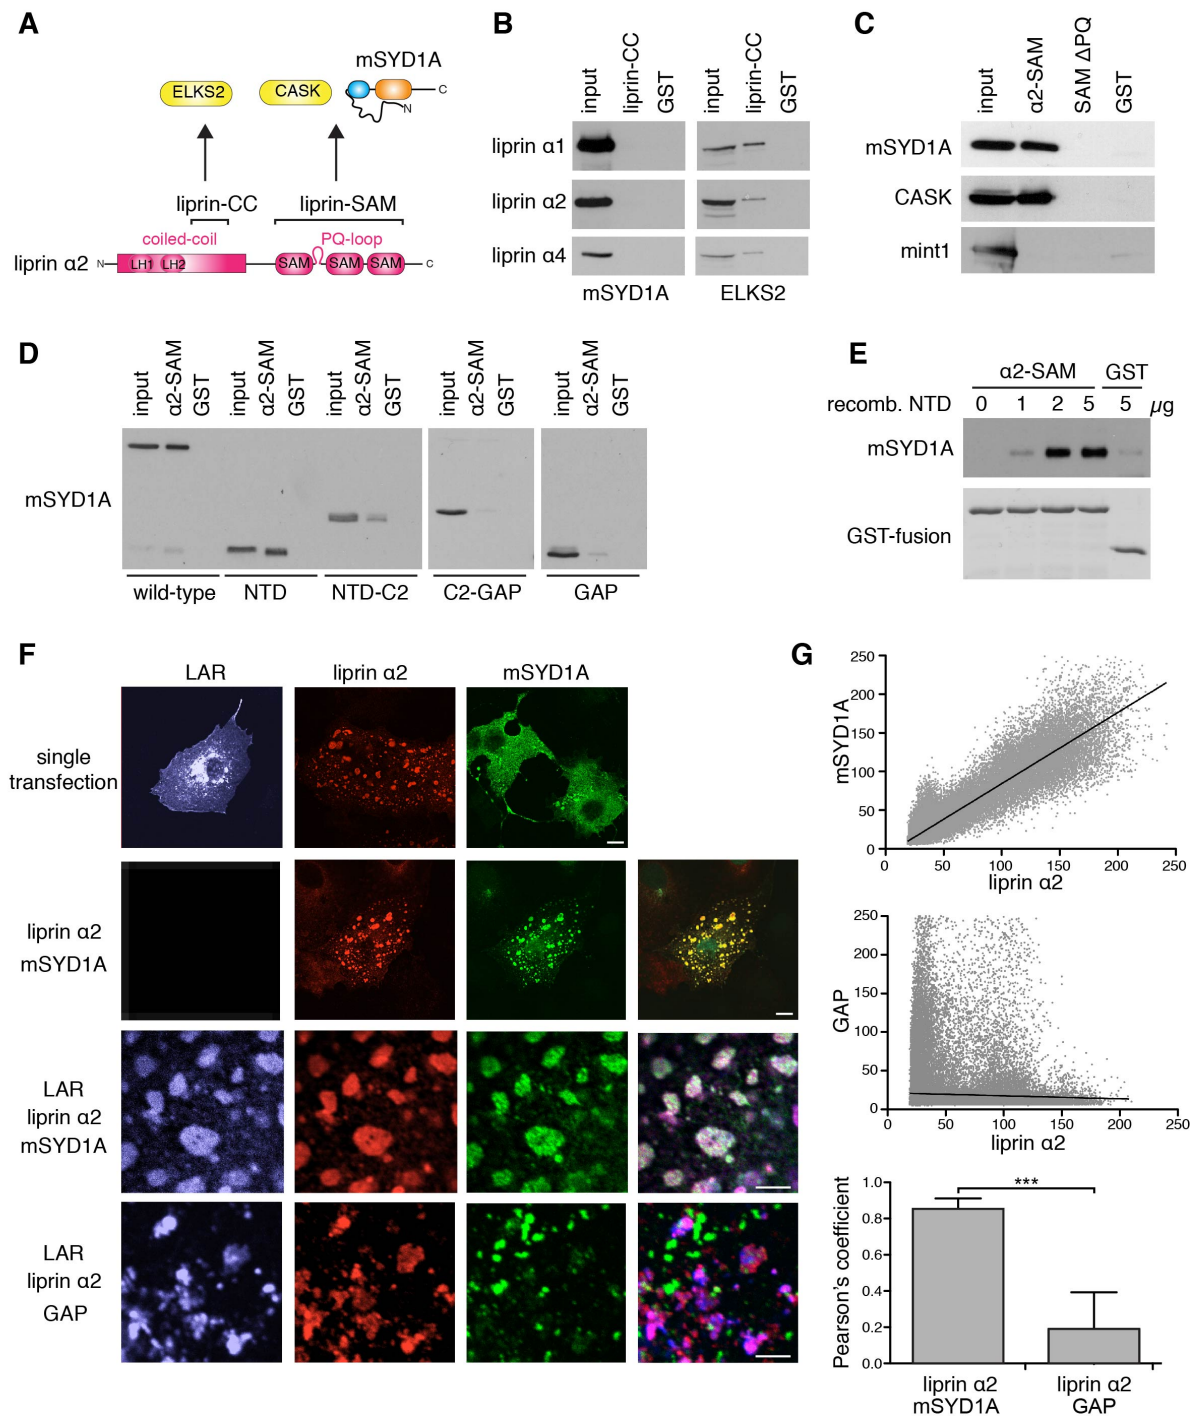 A
mSYD1A
ELKS2
CASK
C
N
liprin-CC
liprin-SAM
coiled-coil
PQ-loop
liprin α2
N
LH1
LH2
SAM
SAM
SAM
C
B
input
liprin-CC
GST
input
liprin-CC
GST
liprin α1
liprin α2
liprin α4
mSYD1A
ELKS2
C
input
α2-SAM
SAM ΔPQ
GST
mSYD1A
CASK
mint1
D
input
α2-SAM
GST
input
α2-SAM
GST
input
α2-SAM
GST
input
α2-SAM
GST
input
α2-SAM
GST
mSYD1A
wild-type
NTD
NTD-C2
C2-GAP
GAP
E
α2-SAM
GST
recomb. NTD
0
1
2
5
5
µg
mSYD1A
GST-fusion
F
LAR
liprin α2
mSYD1A
single
transfection
liprin α2
mSYD1A
LAR
liprin α2
mSYD1A
LAR
liprin α2
GAP
G
mSYD1A
250
200
150
100
50
0
0
50
100
150
200
250
liprin α2
GAP
250
200
150
100
50
0
0
50
100
150
200
250
liprin α2
Pearson's coefficient
1.0
0.8
0.6
0.4
0.2
0.0
***
liprin α2
mSYD1A
liprin α2
GAP